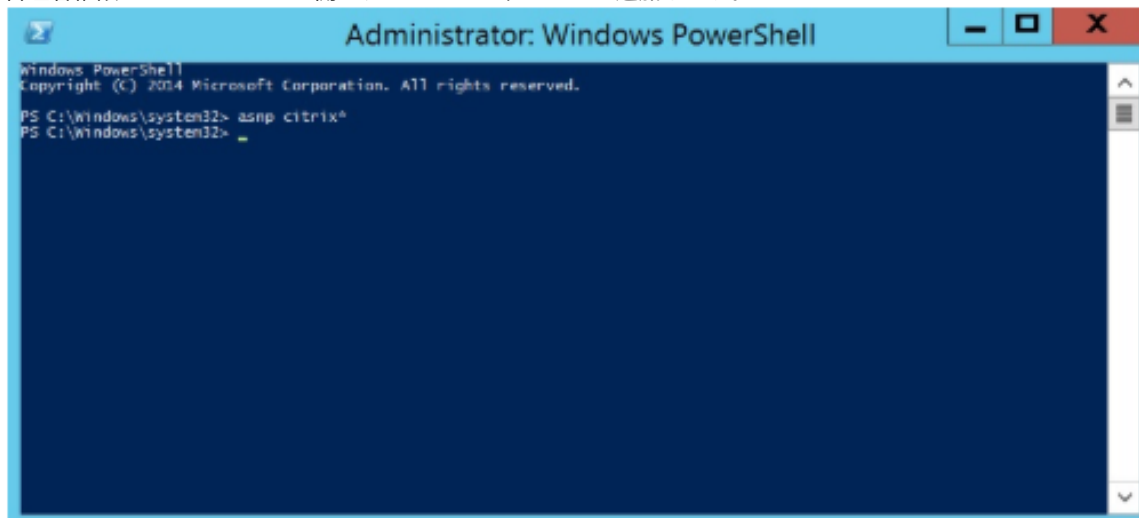 Administrator: Windows PowerShell
Windows PowerShell
Copyright (C) 2014 Microsoft Corporation. All rights reserved.
PS C:\Windows\system32> asnp citrix*
PS C:\Windows\system32> _